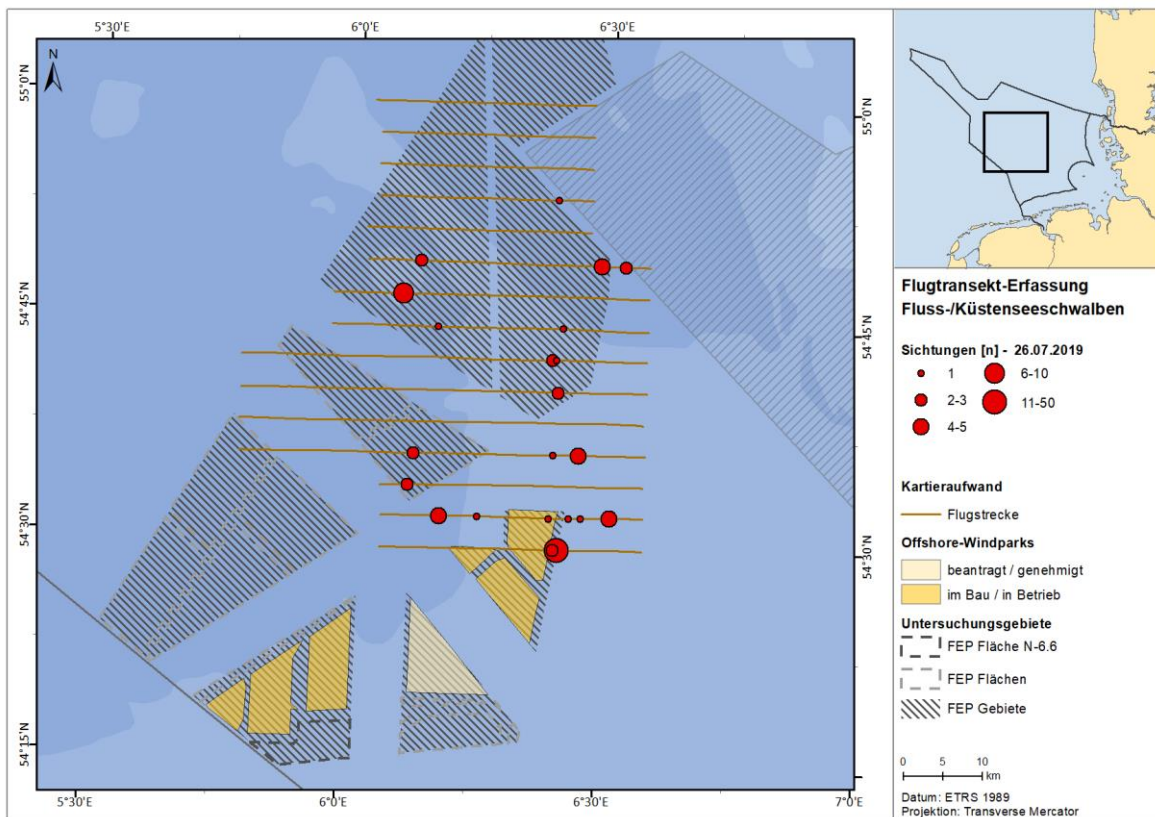 5°30'E
6°0'E
6°30'E
N
55°0'N
54°45'N
54°30'N
54°15'N
55°0'N
54°45'N
54°30'N
5°30'E
6°0'E
6°30'E
7°0'E
Flugtransekt-Erfassung
Fluss-/Küstenseeschwalben
Sichtungen [n] - 26.07.2019
1
6-10
2-3
11-50
4-5
Kartieraufwand
Flugstrecke
Offshore-Windparks
beantragt / genehmigt
im Bau / in Betrieb
Untersuchungsgebiete
FEP Fläche N-6.6
FEP Flächen
FEP Gebiete
0 5 10
km
Datum: ETRS 1989
Projektion: Transverse Mercator